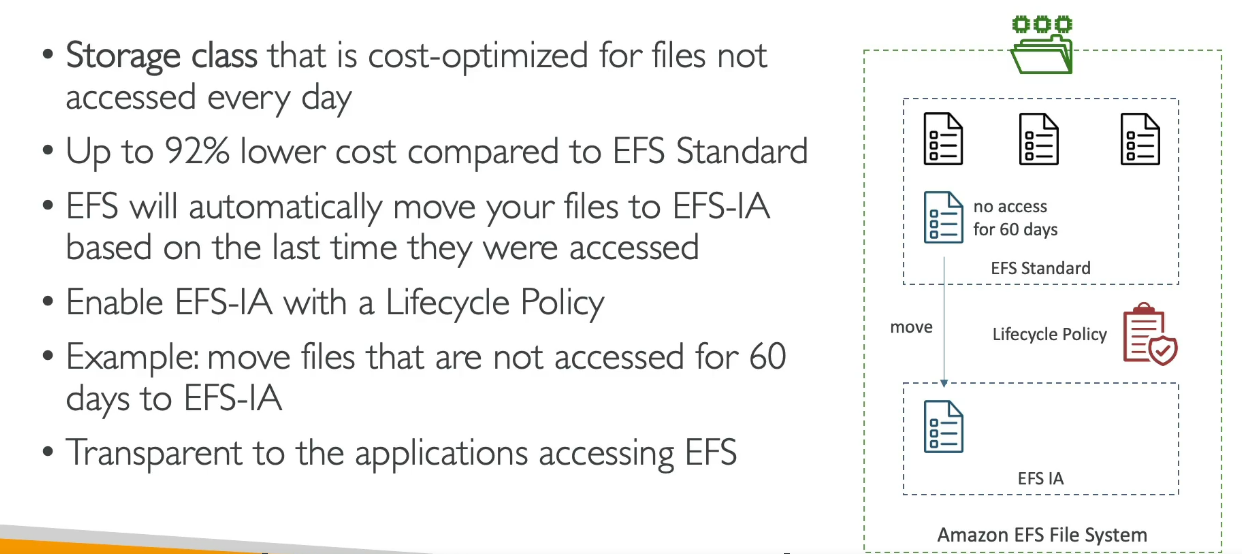 • Storage class that is cost-optimized for files not
accessed every day
• Up to 92% lower cost compared to EFS Standard
• EFS will automatically move your files to EFS-IA
based on the last time they were accessed
• Enable EFS-IA with a Lifecycle Policy
• Example: move files that are not accessed for 60
days to EFS-IA
• Transparent to the applications accessing EFS
no access
for 60 days
EFS Standard
move
Lifecycle Policy
EFS IA
Amazon EFS File System